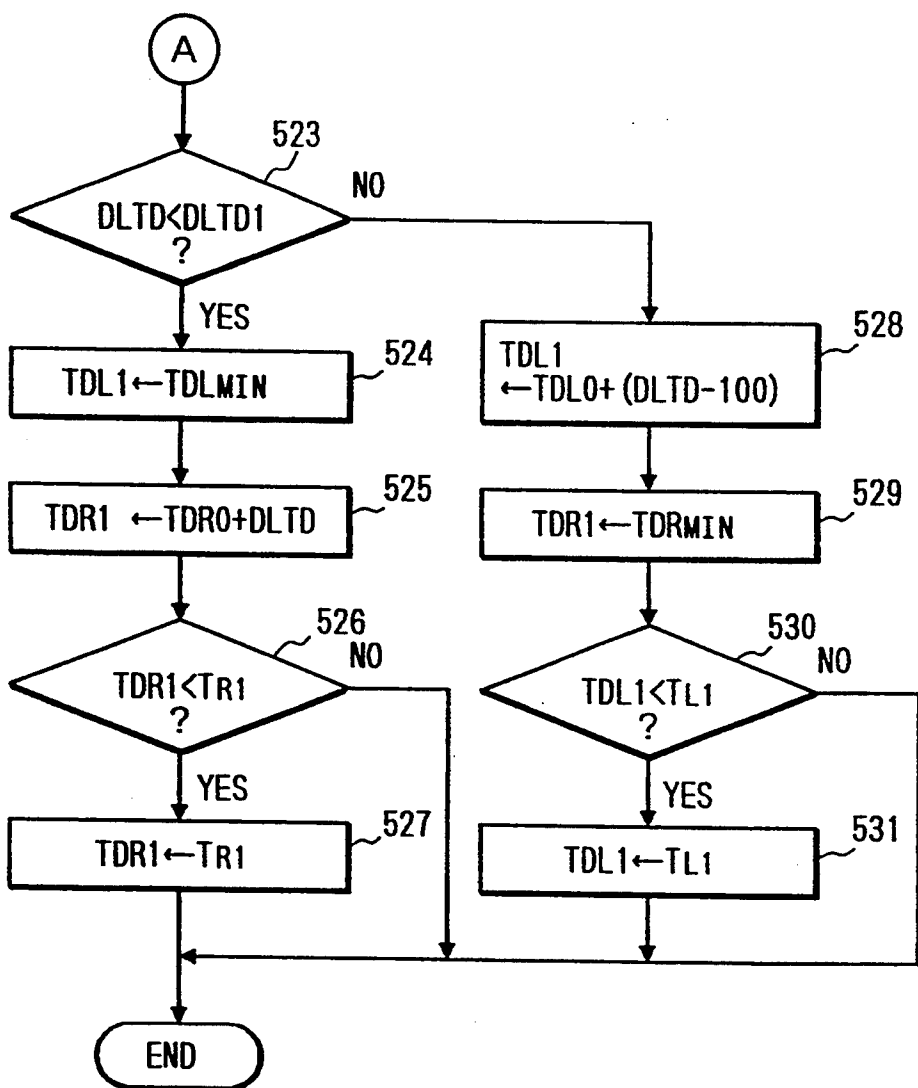 A
523
DLTD<DLTD1
?
NO
YES
524
TDL1←TDLMIN
525
TDR1 ←TDR0+DLTD
526
TDR1<TR1
?
NO
YES
527
TDR1←TR1
528
TDL1
←TDL0+(DLTD-100)
529
TDR1←TDRMIN
530
TDL1<TL1
?
NO
YES
531
TDL1←TL1
END